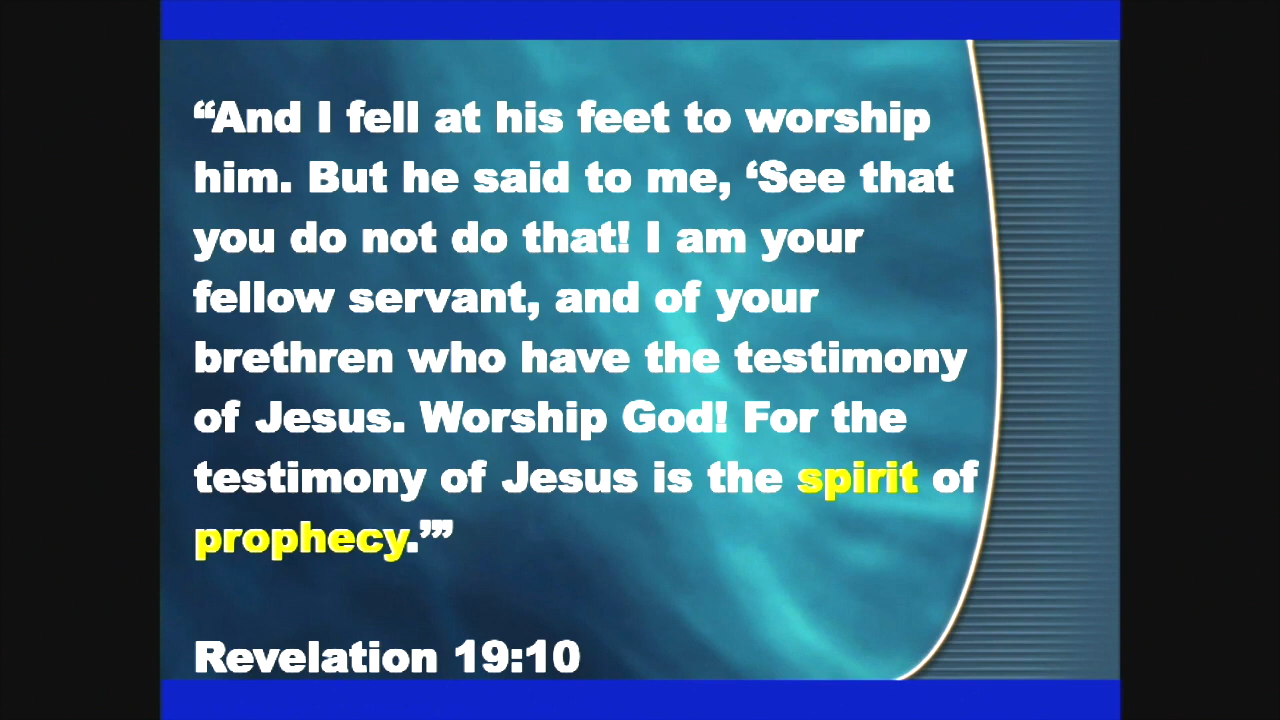 “And I fell at his feet to worship
him. But he said to me, ‘See that
you do not do that! I am your
fellow servant, and of your
brethren who have the testimony
of Jesus. Worship God! For the
testimony of Jesus is the spirit of
prophecy.’”
Revelation 19:10